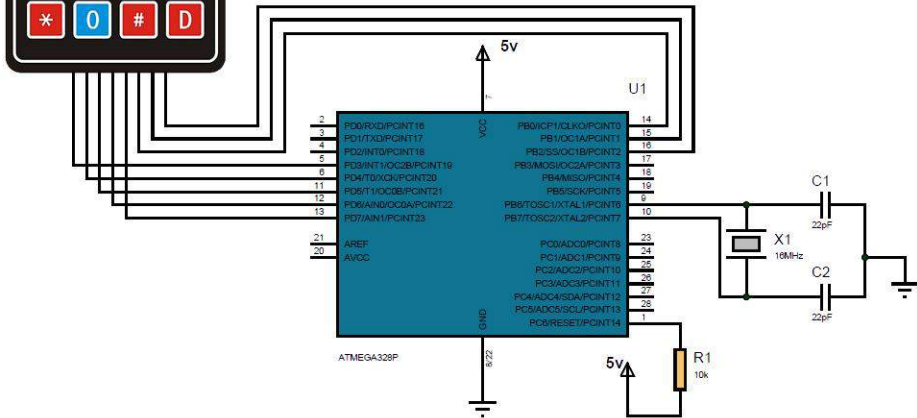 * 0 # D
5v
U1
2 PD0/RXD/PCINT16
3 PD1/TXD/PCINT17
4 PD2/INT0/PCINT18
5 PD3/INT1/OC2B/PCINT19
6 PD4/T0/XCK/PCINT20
11 PD5/T1/OC0B/PCINT21
12 PD6/AIN0/OC0A/PCINT22
13 PD7/AIN1/PCINT23
21 AREF
20 AVCC
7
VCC
PB0/ICP1/CLKO/PCINT0 14
PB1/OC1A/PCINT1 15
PB2/SS/OC1B/PCINT2 16
PB3/MOSI/OC2A/PCINT3 17
PB4/MISO/PCINT4 18
PB5/SCK/PCINT5 19
PB6/TOSC1/XTAL1/PCINT6 9
PB7/TOSC2/XTAL2/PCINT7 10
PC0/ADC0/PCINT8 23
PC1/ADC1/PCINT9 24
PC2/ADC2/PCINT10 25
PC3/ADC3/PCINT11 26
PC4/ADC4/SDA/PCINT12 27
PC5/ADC5/SCL/PCINT13 28
PC6/RESET/PCINT14 1
GND
8/22
ATMEGA328P
C1
22pF
X1
16MHz
C2
22pF
5v
R1
10k